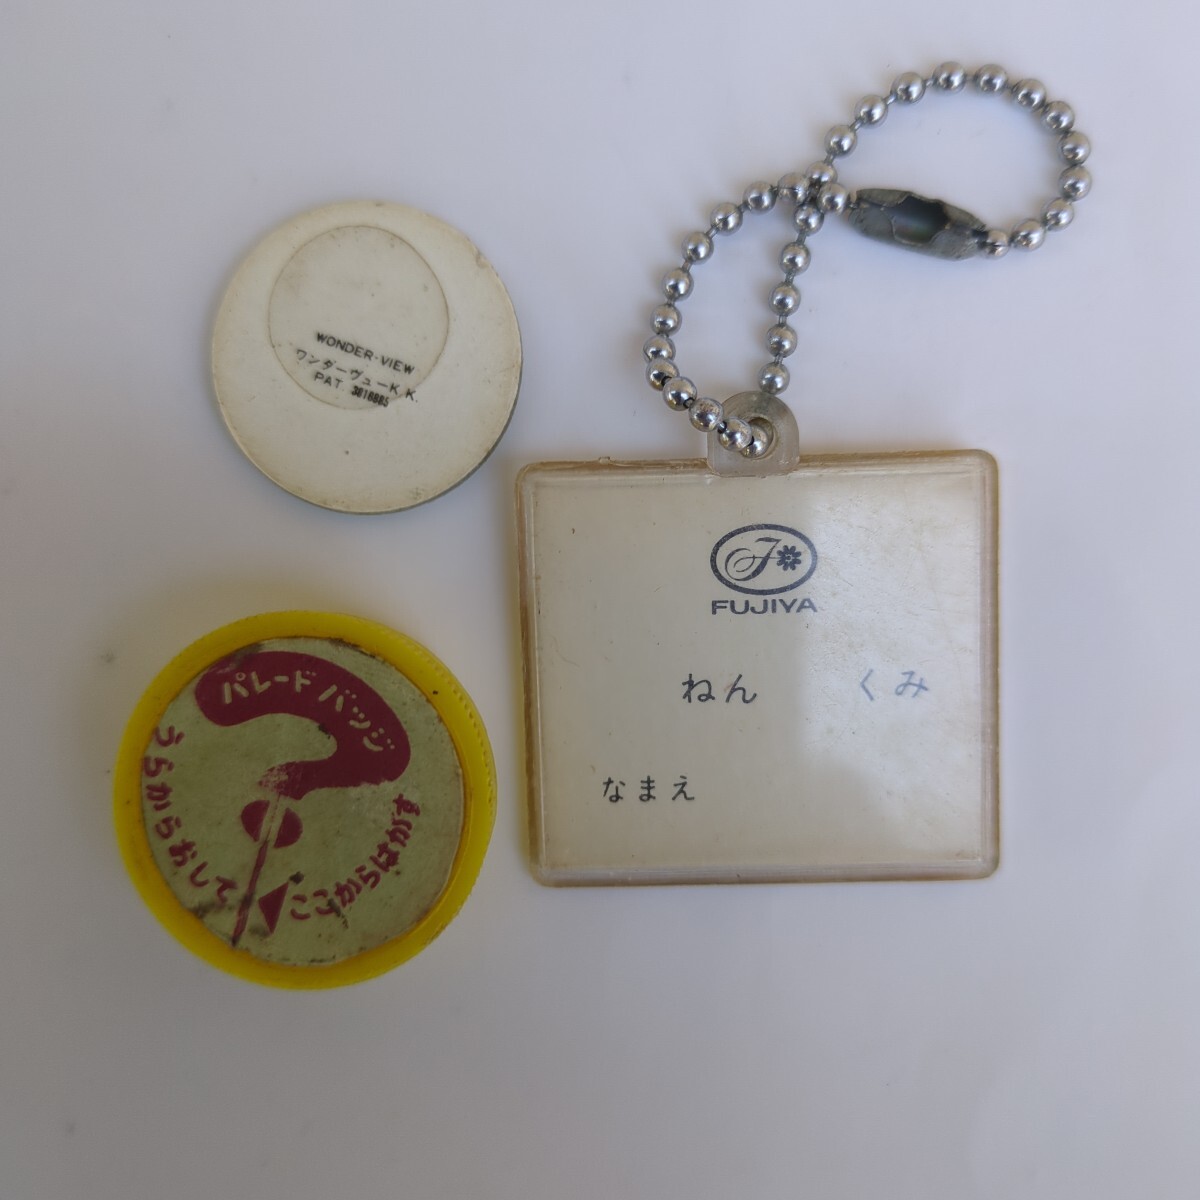 WONDER-VIEW
ワンダーヴューK.K.
PAT.
FUJIYA
ねん くみ
なまえ
パレードバッジ
うらからおして
ここからはがす